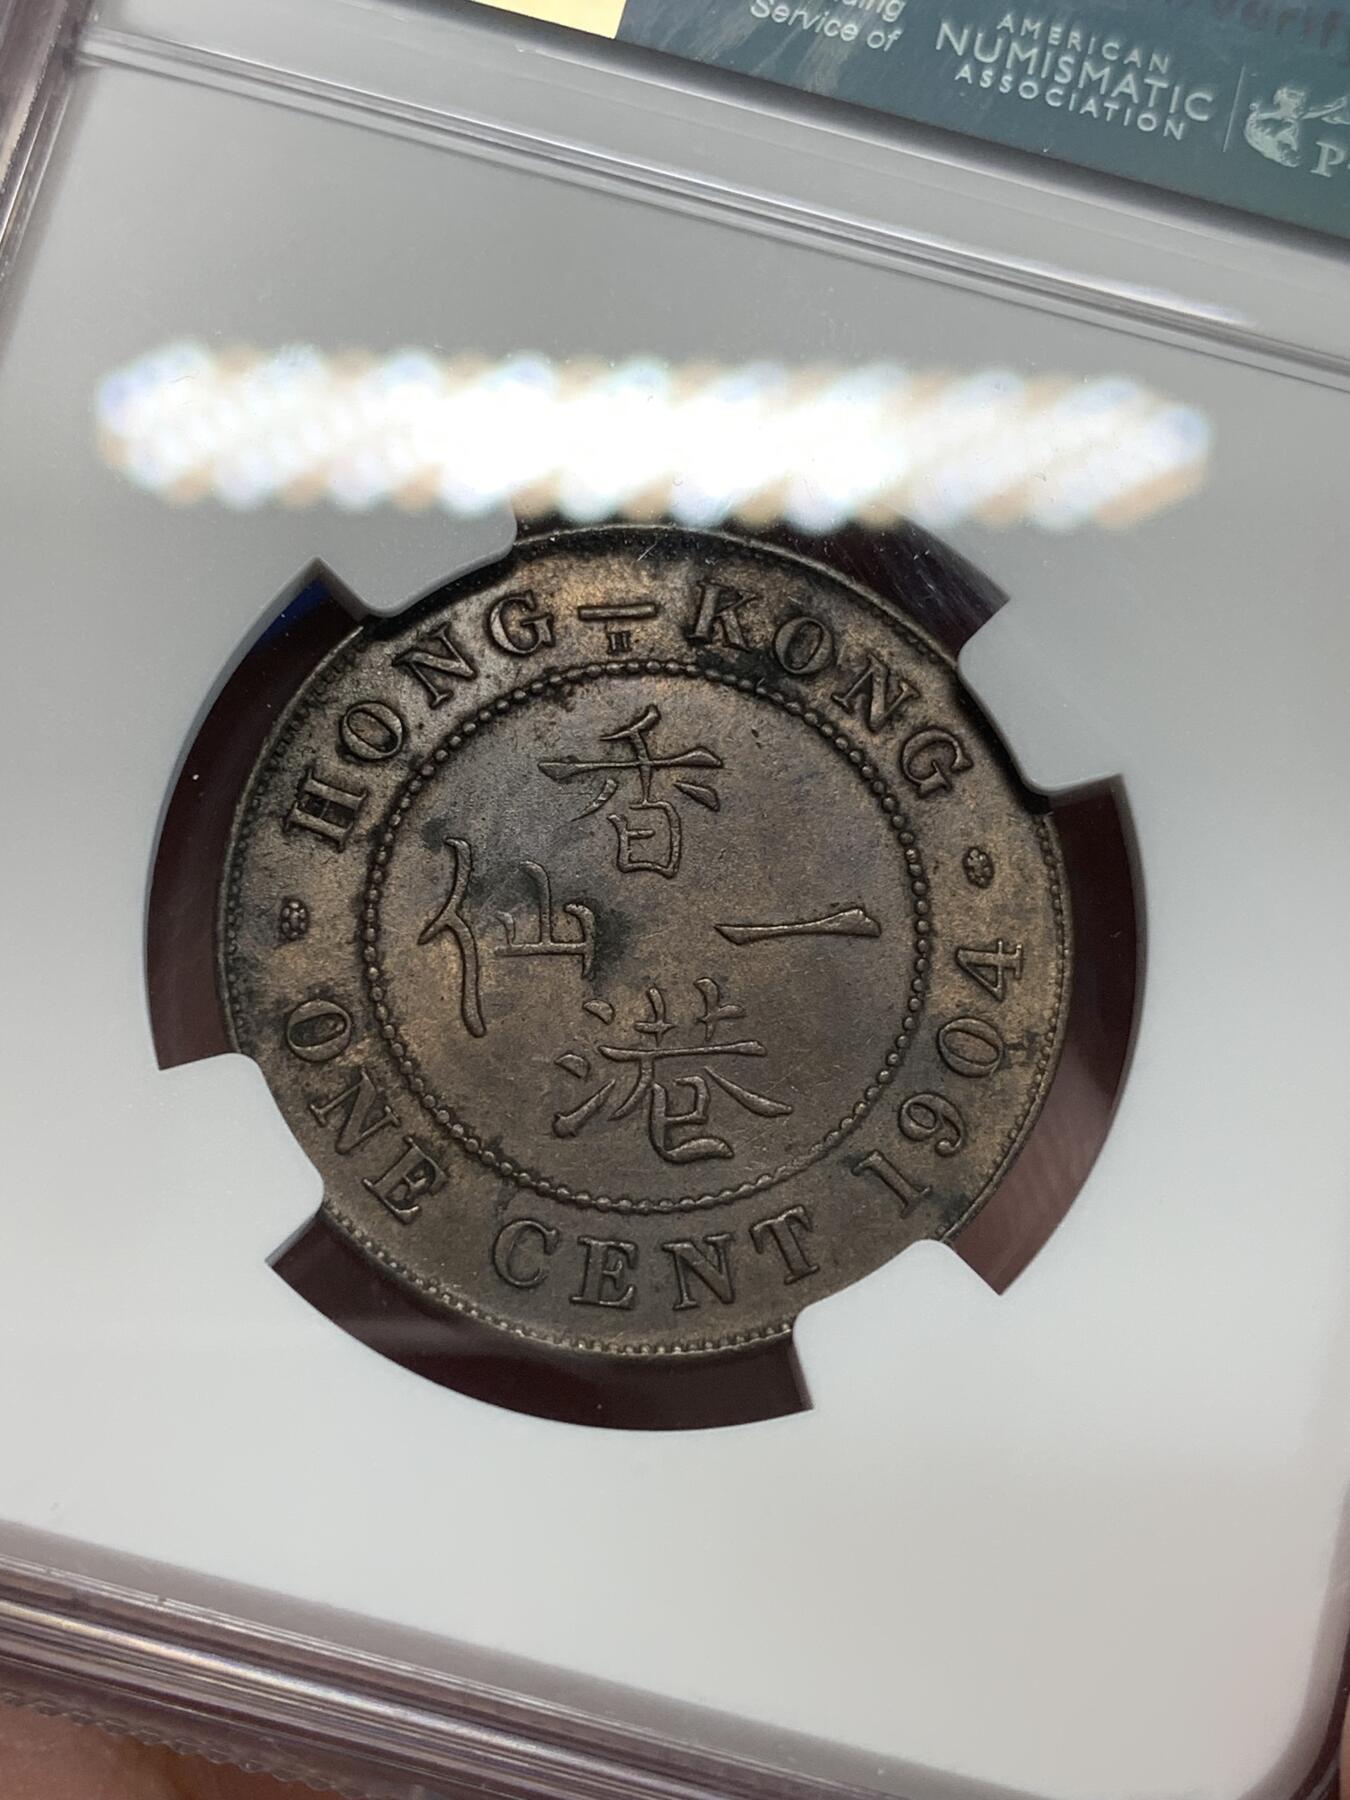 Service of
AMERICAN
NUMISMATIC
ASSOCIATION
HONG-KONG
H
香
仙 一
港
ONE CENT 1904